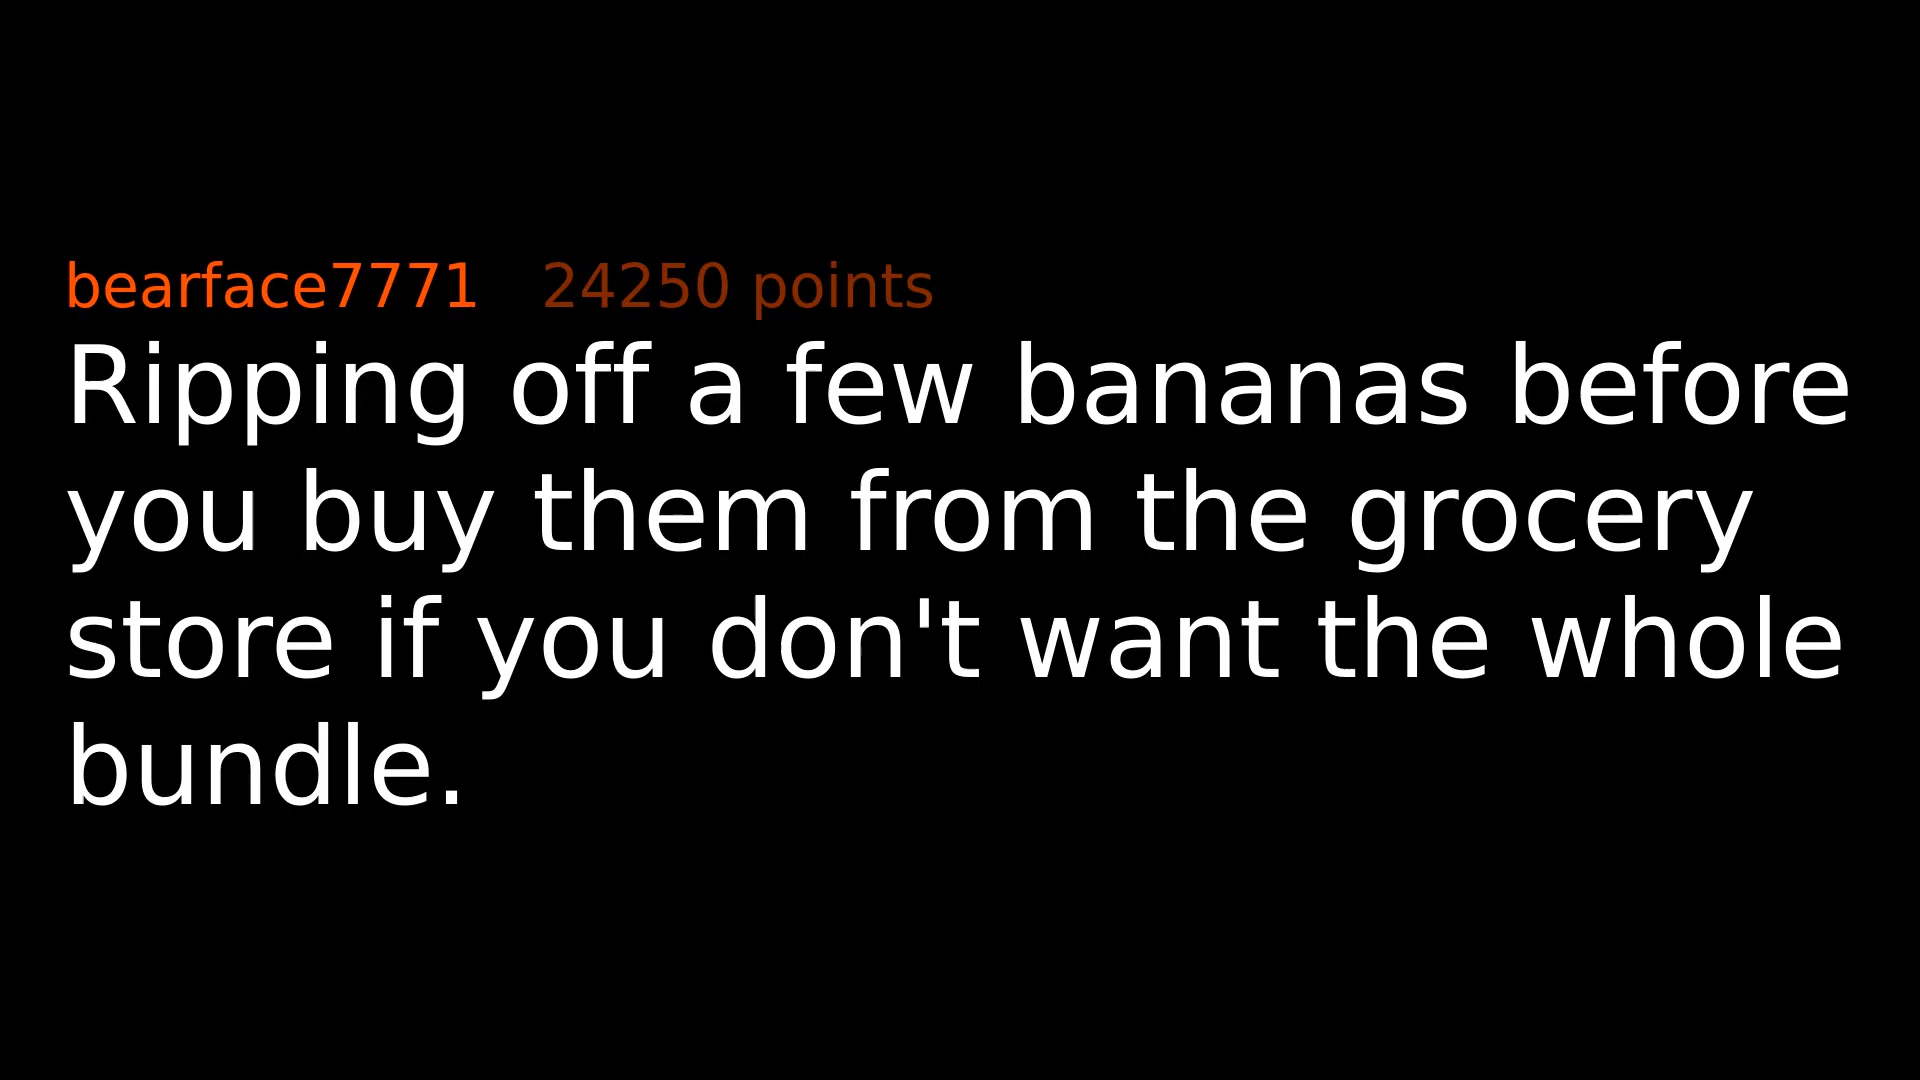 bearface7771 24250 points
Ripping off a few bananas before
you buy them from the grocery
store if you don't want the whole
bundle.